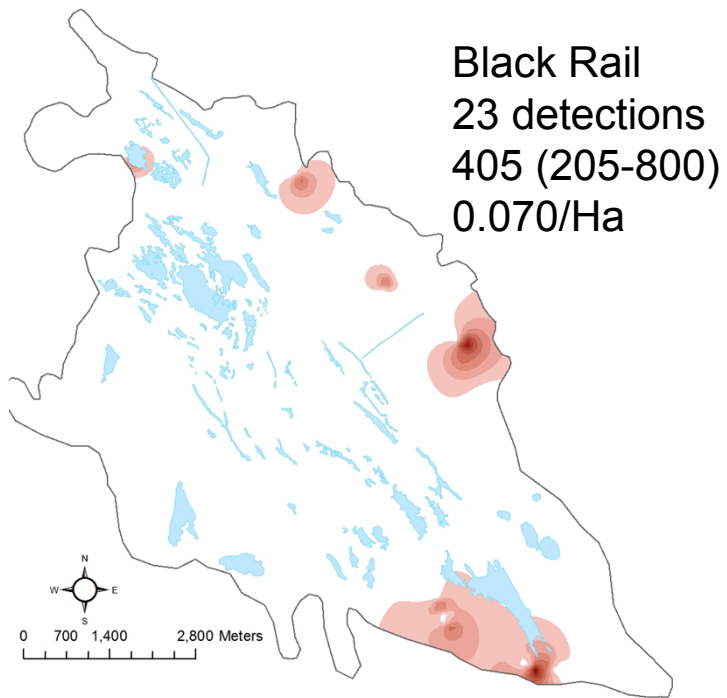 Black Rail
23 detections
405 (205-800)
0.070/Ha
N
W E
S
0 700 1,400 2,800 Meters